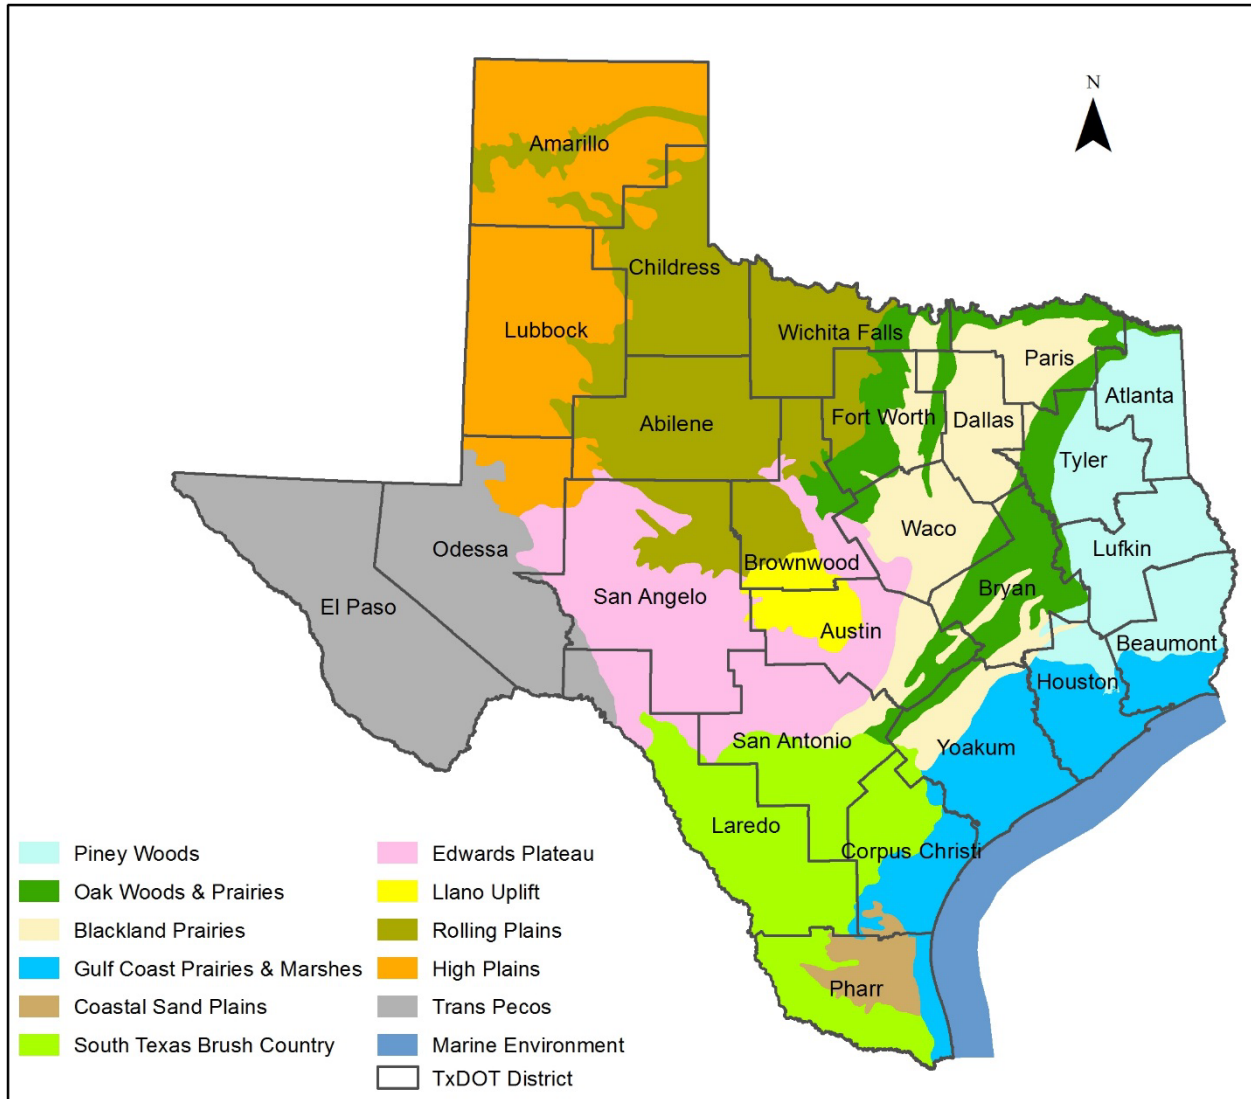 N
Amarillo
Childress
Lubbock
Wichita Falls
Paris
Atlanta
Abilene
Fort Worth
Dallas
Tyler
Waco
Odessa
Lufkin
Brownwood
San Angelo
Bryan
El Paso
Austin
Beaumont
Houston
San Antonio
Yoakum
Laredo
Corpus Christi
Pharr
Piney Woods
Oak Woods & Prairies
Blackland Prairies
Gulf Coast Prairies & Marshes
Coastal Sand Plains
South Texas Brush Country
Edwards Plateau
Llano Uplift
Rolling Plains
High Plains
Trans Pecos
Marine Environment
TxDOT District